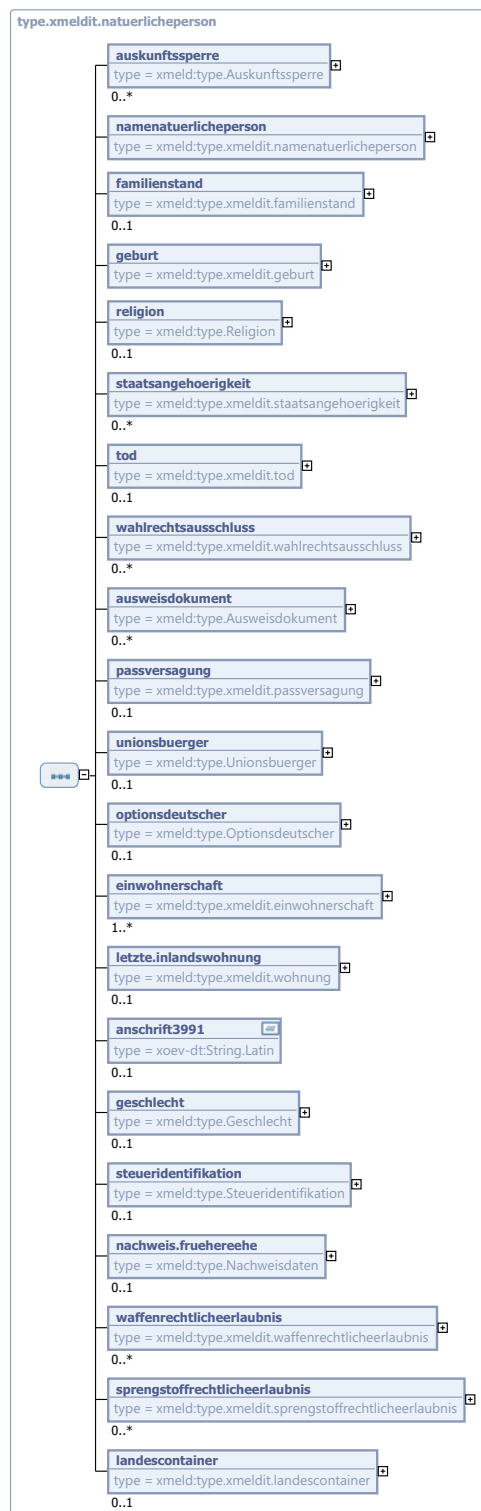 type.xmeldit.natuerlicheperson
auskunftssperre
type = xmeld:type.Auskunftssperre
0..*
namenatuerlicheperson
type = xmeld:type.xmeldit.namenatuerlicheperson
familienstand
type = xmeld:type.xmeldit.familienstand
0..1
geburt
type = xmeld:type.xmeldit.geburt
religion
type = xmeld:type.Religion
0..1
staatsangehoerigkeit
type = xmeld:type.xmeldit.staatsangehoerigkeit
0..*
tod
type = xmeld:type.xmeldit.tod
0..1
wahlrechtsausschluss
type = xmeld:type.xmeldit.wahlrechtsausschluss
0..*
ausweisdokument
type = xmeld:type.Ausweisdokument
0..*
passversagung
type = xmeld:type.xmeldit.passversagung
0..1
unionsbuerger
type = xmeld:type.Unionsbuerger
0..1
optionsdeutscher
type = xmeld:type.Optionsdeutscher
0..1
einwohnerschaft
type = xmeld:type.xmeldit.einwohnerschaft
1..*
letzte.inlandswohnung
type = xmeld:type.xmeldit.wohnung
0..1
anschrift3991
type = xoev-dt:String.Latin
0..1
geschlecht
type = xmeld:type.Geschlecht
0..1
steueridentifikation
type = xmeld:type.Steueridentifikation
0..1
nachweis.fruehereehe
type = xmeld:type.Nachweisdaten
0..1
waffenrechtlicheerlaubnis
type = xmeld:type.xmeldit.waffenrechtlicheerlaubnis
0..*
sprengstoffrechtlicheerlaubnis
type = xmeld:type.xmeldit.sprengstoffrechtlicheerlaubnis
0..*
landescontainer
type = xmeld:type.xmeldit.landescontainer
0..1